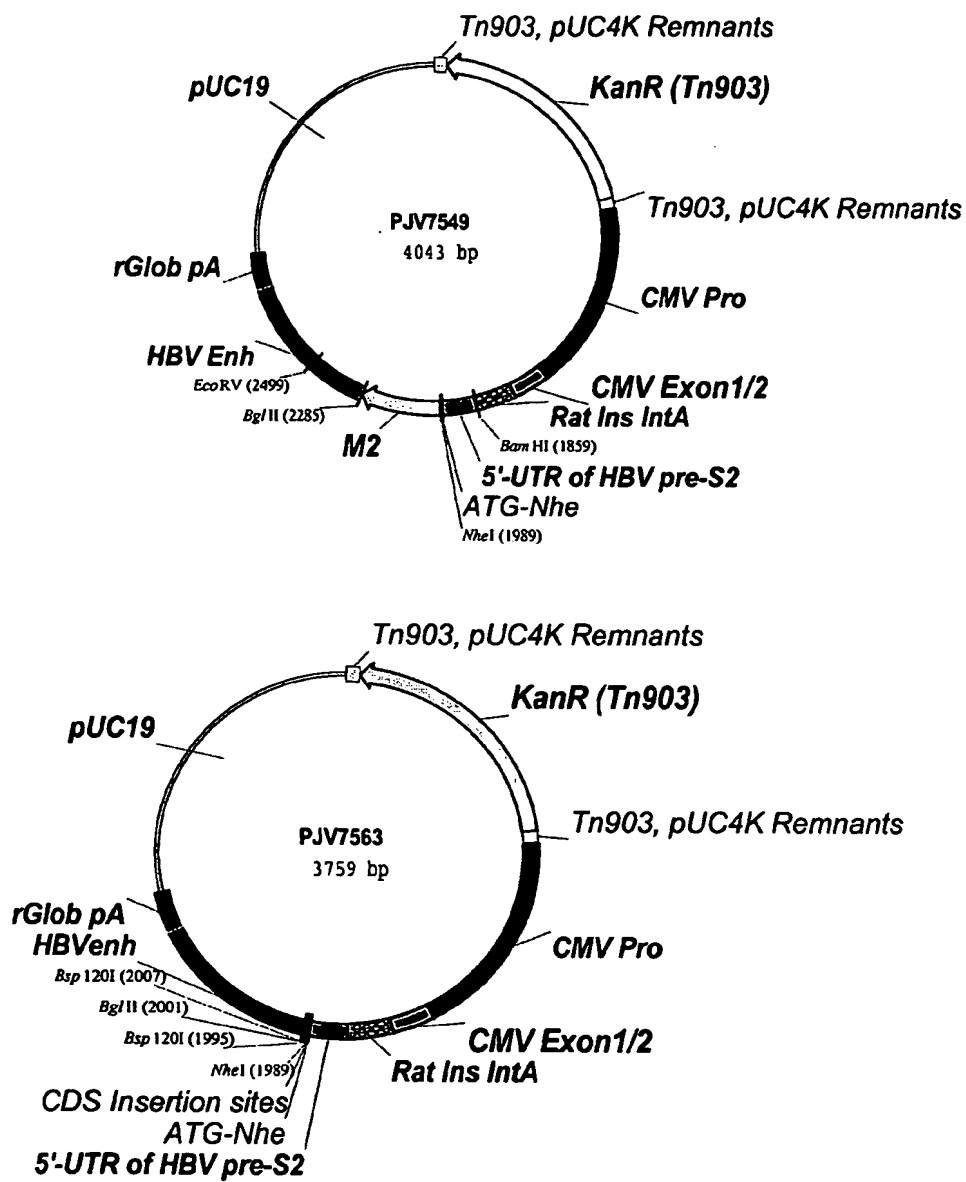 Tn903, pUC4K Remnants
KanR (Tn903)
pUC19
Tn903, pUC4K Remnants
PJV7549
4043 bp
rGlob pA
CMV Pro
HBV Enh
EcoRV (2499)
CMV Exon1/2
BglII (2285)
Rat Ins IntA
M2
Bam HI (1859)
5'-UTR of HBV pre-S2
ATG-Nhe
NheI (1989)
Tn903, pUC4K Remnants
KanR (Tn903)
pUC19
Tn903, pUC4K Remnants
PJV7563
3759 bp
rGlob pA
HBVenh
CMV Pro
Bsp120I (2007)
BglII (2001)
Bsp120I (1995)
CMV Exon1/2
NheI (1989)
Rat Ins IntA
CDS Insertion sites
ATG-Nhe
5'-UTR of HBV pre-S2